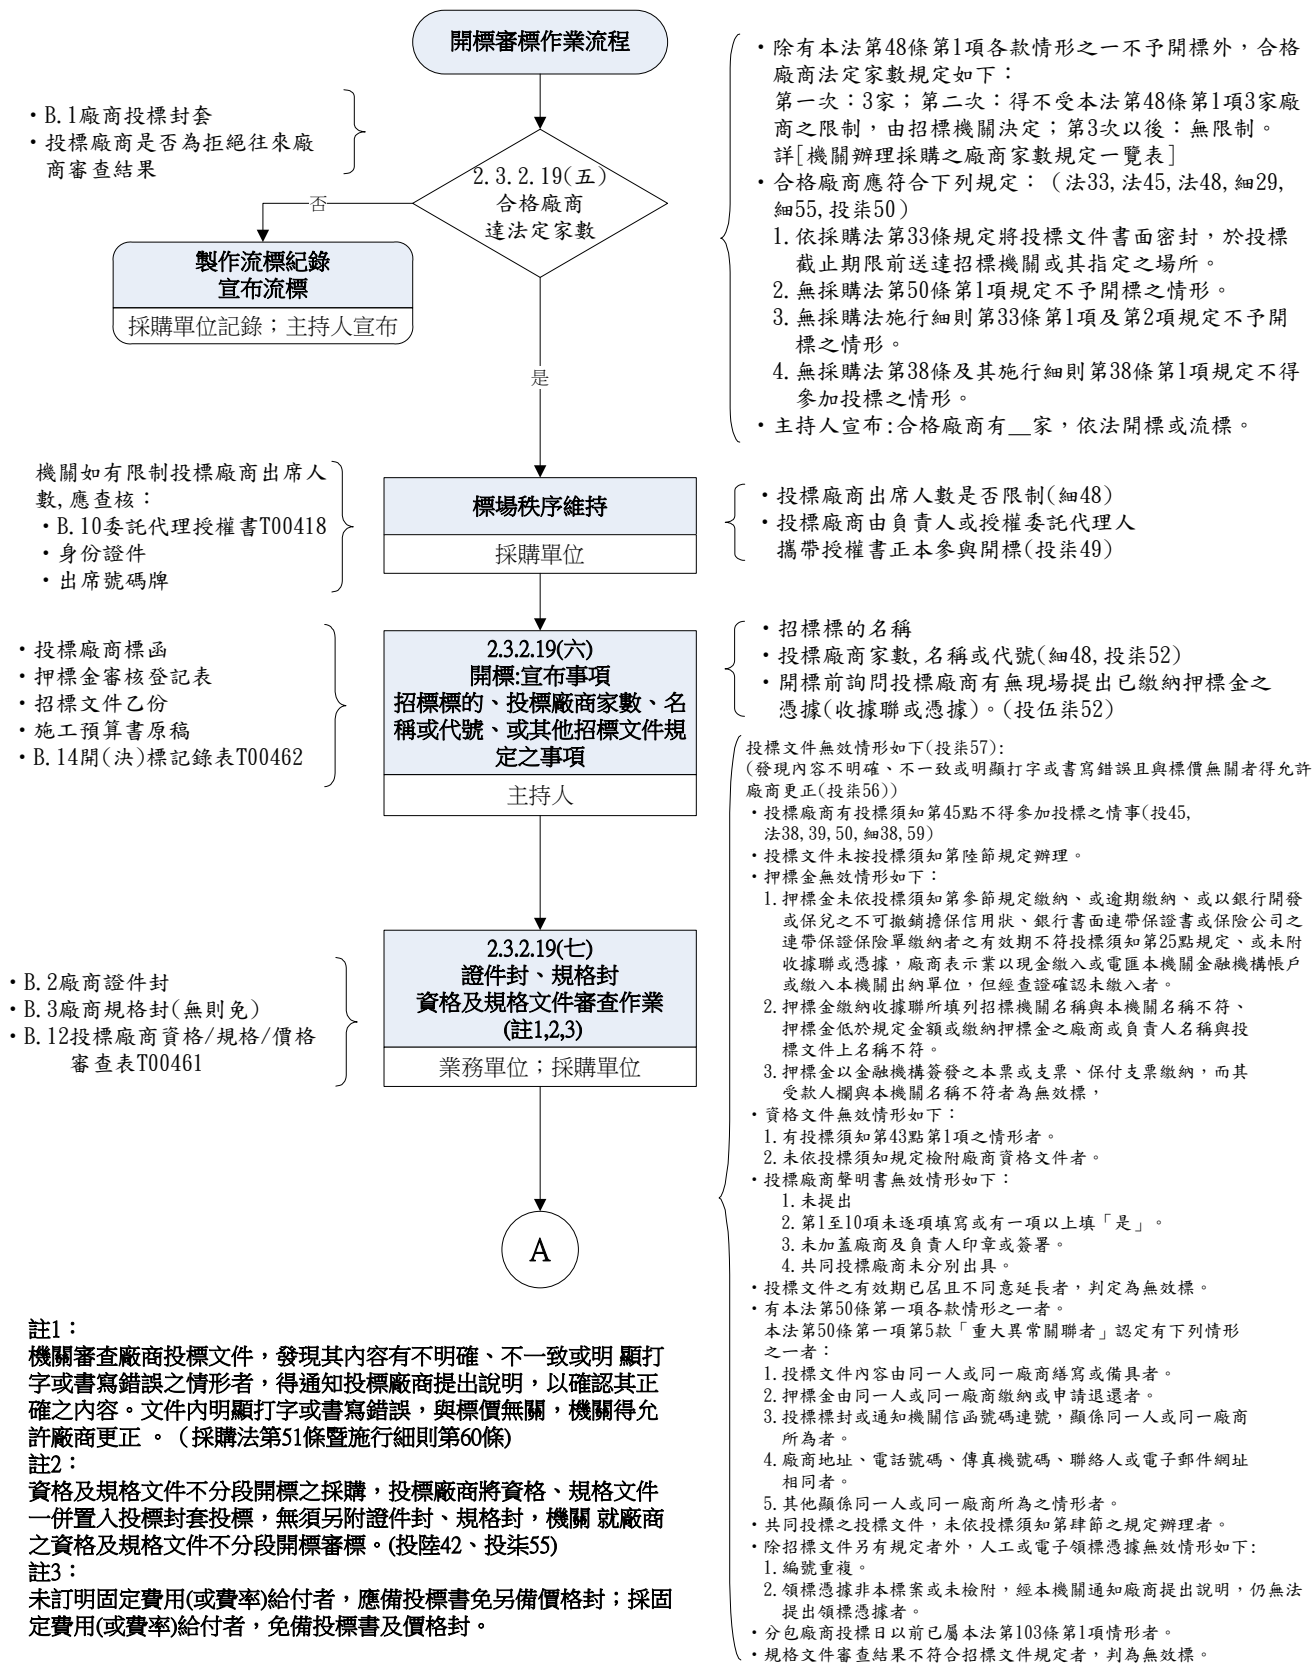 開標審標作業流程
・B.1廠商投標封套
・投標廠商是否為拒絕往來廠
商審查結果
2.3.2.19(五)
合格廠商
達法定家數
否
製作流標紀錄
宣布流標
採購單位記錄；主持人宣布
是
・除有本法第48條第1項各款情形之一不予開標外，合格
廠商法定家數規定如下：
第一次：3家；第二次：得不受本法第48條第1項3家廠
商之限制，由招標機關決定；第3次以後：無限制。
詳[機關辦理採購之廠商家數規定一覽表]
・合格廠商應符合下列規定：（法33,法45,法48,細29,
細55,投柒50）
1.依採購法第33條規定將投標文件書面密封，於投標
截止期限前送達招標機關或其指定之場所。
2.無採購法第50條第1項規定不予開標之情形。
3.無採購法施行細則第33條第1項及第2項規定不予開
標之情形。
4.無採購法第38條及其施行細則第38條第1項規定不得
參加投標之情形。
・主持人宣布:合格廠商有__家，依法開標或流標。
機關如有限制投標廠商出席人
數,應查核：
・B.10委託代理授權書T00418
・身份證件
・出席號碼牌
標場秩序維持
採購單位
・投標廠商出席人數是否限制(細48)
・投標廠商由負責人或授權委託代理人
攜帶授權書正本參與開標(投柒49)
・投標廠商標函
・押標金審核登記表
・招標文件乙份
・施工預算書原稿
・B.14開(決)標記錄表T00462
2.3.2.19(六)
開標:宣布事項
招標標的、投標廠商家數、名
稱或代號、或其他招標文件規
定之事項
主持人
・招標標的名稱
・投標廠商家數,名稱或代號(細48,投柒52)
・開標前詢問投標廠商有無現場提出已繳納押標金之
憑據(收據聯或憑據)。(投伍柒52)
・B.2廠商證件封
・B.3廠商規格封(無則免)
・B.12投標廠商資格/規格/價格
審查表T00461
2.3.2.19(七)
證件封、規格封
資格及規格文件審查作業
(註1,2,3)
業務單位；採購單位
A
投標文件無效情形如下(投柒57):
(發現內容不明確、不一致或明顯打字或書寫錯誤且與標價無關者得允許
廠商更正(投柒56))
・投標廠商有投標須知第45點不得參加投標之情事(投45,
法38,39,50,細38,59)
・投標文件未按投標須知第陸節規定辦理。
・押標金無效情形如下：
1.押標金未依投標須知第參節規定繳納、或逾期繳納、或以銀行開發
或保兌之不可撤銷擔保信用狀、銀行書面連帶保證書或保險公司之
連帶保證保險單繳納者之有效期不符投標須知第25點規定、或未附
收據聯或憑據，廠商表示業以現金繳入或電匯本機關金融機構帳戶
或繳入本機關出納單位，但經查證確認未繳入者。
2.押標金繳納收據聯所填列招標機關名稱與本機關名稱不符、
押標金低於規定金額或繳納押標金之廠商或負責人名稱與投
標文件上名稱不符。
3.押標金以金融機構簽發之本票或支票、保付支票繳納，而其
受款人欄與本機關名稱不符者為無效標，
・資格文件無效情形如下：
1.有投標須知第43點第1項之情形者。
2.未依投標須知規定檢附廠商資格文件者。
・投標廠商聲明書無效情形如下：
1.未提出
2.第1至10項未逐項填寫或有一項以上填「是」。
3.未加蓋廠商及負責人印章或簽署。
4.共同投標廠商未分別出具。
・投標文件之有效期已屆且不同意延長者，判定為無效標。
・有本法第50條第一項各款情形之一者。
本法第50條第一項第5款「重大異常關聯者」認定有下列情形
之一者：
1.投標文件內容由同一人或同一廠商繕寫或備具者。
2.押標金由同一人或同一廠商繳納或申請退還者。
3.投標標封或通知機關信函號碼連號，顯係同一人或同一廠商
所為者。
4.廠商地址、電話號碼、傳真機號碼、聯絡人或電子郵件網址
相同者。
5.其他顯係同一人或同一廠商所為之情形者。
・共同投標之投標文件，未依投標須知第肆節之規定辦理者。
・除招標文件另有規定者外，人工或電子領標憑據無效情形如下:
1.編號重複。
2.領標憑據非本標案或未檢附，經本機關通知廠商提出說明，仍無法
提出領標憑據者。
・分包廠商投標日以前已屬本法第103條第1項情形者。
・規格文件審查結果不符合招標文件規定者，判為無效標。
註1：
機關審查廠商投標文件，發現其內容有不明確、不一致或明 顯打
字或書寫錯誤之情形者，得通知投標廠商提出說明，以確認其正
確之內容。文件內明顯打字或書寫錯誤，與標價無關，機關得允
許廠商更正 。（採購法第51條暨施行細則第60條)
註2：
資格及規格文件不分段開標之採購，投標廠商將資格、規格文件
一併置入投標封套投標，無須另附證件封、規格封，機關 就廠商
之資格及規格文件不分段開標審標。(投陸42、投柒55)
註3：
未訂明固定費用(或費率)給付者，應備投標書免另備價格封；採固
定費用(或費率)給付者，免備投標書及價格封。